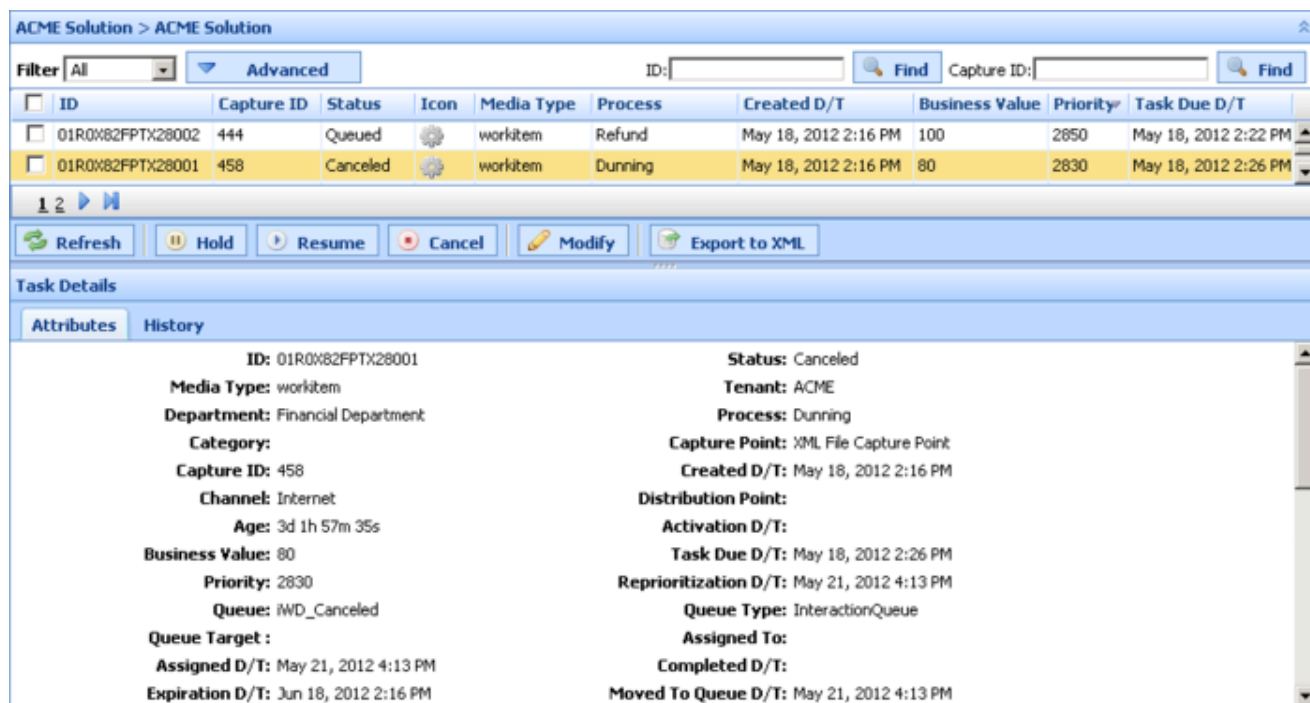 ACME Solution > ACME Solution
Filter All Advanced ID: Find Capture ID: Find
ID Capture ID Status Icon Media Type Process Created D/T Business Value Priority Task Due D/T
01R0X82FPTX28002 444 Queued workitem Refund May 18, 2012 2:16 PM 100 2850 May 18, 2012 2:22 PM
01R0X82FPTX28001 458 Canceled workitem Dunning May 18, 2012 2:16 PM 80 2830 May 18, 2012 2:26 PM
1 2
Refresh Hold Resume Cancel Modify Export to XML
Task Details
Attributes History
ID: 01R0X82FPTX28001 Status: Canceled
Media Type: workitem Tenant: ACME
Department: Financial Department Process: Dunning
Category: Capture Point: XML File Capture Point
Capture ID: 458 Created D/T: May 18, 2012 2:16 PM
Channel: Internet Distribution Point:
Age: 3d 1h 57m 35s Activation D/T:
Business Value: 80 Task Due D/T: May 18, 2012 2:26 PM
Priority: 2830 Reprioritization D/T: May 21, 2012 4:13 PM
Queue: iWD_Canceled Queue Type: InteractionQueue
Queue Target : Assigned To:
Assigned D/T: May 21, 2012 4:13 PM Completed D/T:
Expiration D/T: Jun 18, 2012 2:16 PM Moved To Queue D/T: May 21, 2012 4:13 PM